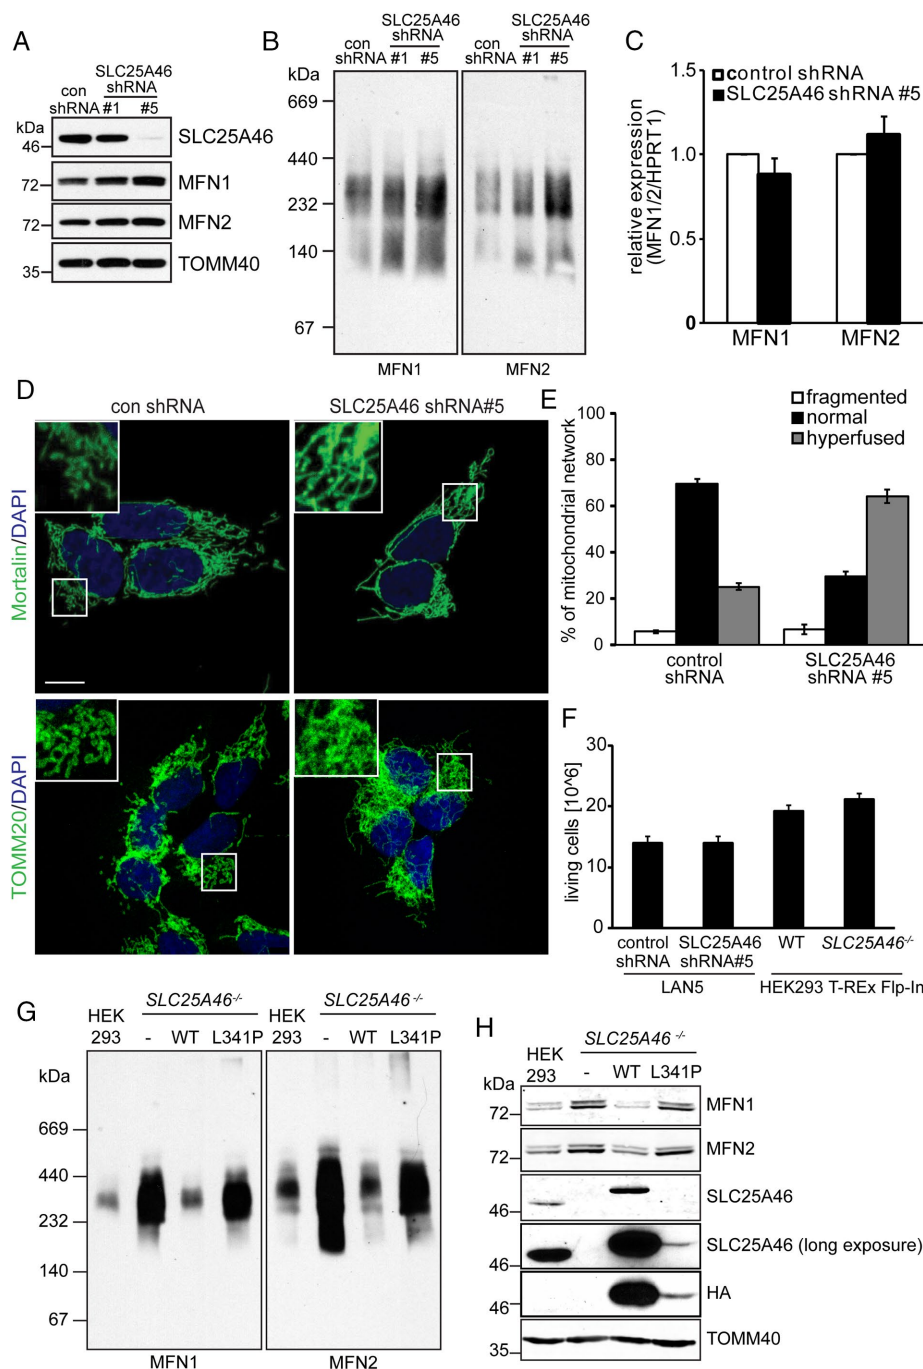 A
SLC25A46
con shRNA
shRNA #1 #5
kDa
46
SLC25A46
72
MFN1
72
MFN2
35
TOMM40
B
SLC25A46
con shRNA
shRNA #1 #5
SLC25A46
con shRNA
shRNA #1 #5
kDa
669
440
232
140
67
MFN1
MFN2
C
control shRNA
SLC25A46 shRNA #5
relative expression
(MFN1/2/HPRT1)
1.5
1.0
0.5
0
MFN1
MFN2
D
con shRNA
SLC25A46 shRNA#5
Mortalin/DAPI
TOMM20/DAPI
E
fragmented
normal
hyperfused
% of mitochondrial network
100
80
60
40
20
0
control
shRNA
SLC25A46
shRNA #5
F
living cells [10^6]
30
20
10
0
control
shRNA
SLC25A46
shRNA#5
WT
SLC25A46-/-
LAN5
HEK293 T-REx Flp-In
G
HEK
293
SLC25A46-/-
- WT L341P
HEK
293
SLC25A46-/-
- WT L341P
kDa
669
440
232
140
67
MFN1
MFN2
H
HEK
293
SLC25A46 -/-
- WT L341P
kDa
72
MFN1
72
MFN2
46
SLC25A46
46
SLC25A46 (long exposure)
46
HA
35
TOMM40